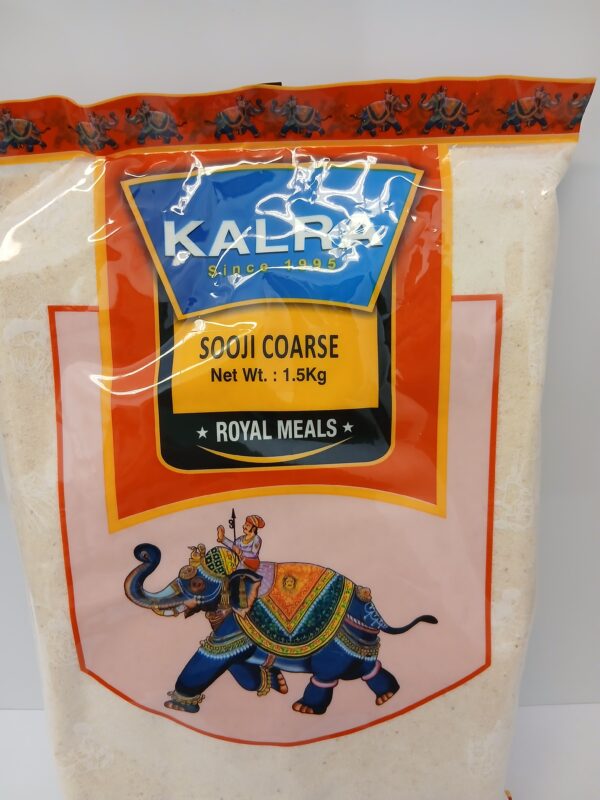 KALRA
Since 1995
SOOJI COARSE
Net Wt. : 1.5Kg
★ ROYAL MEALS ★